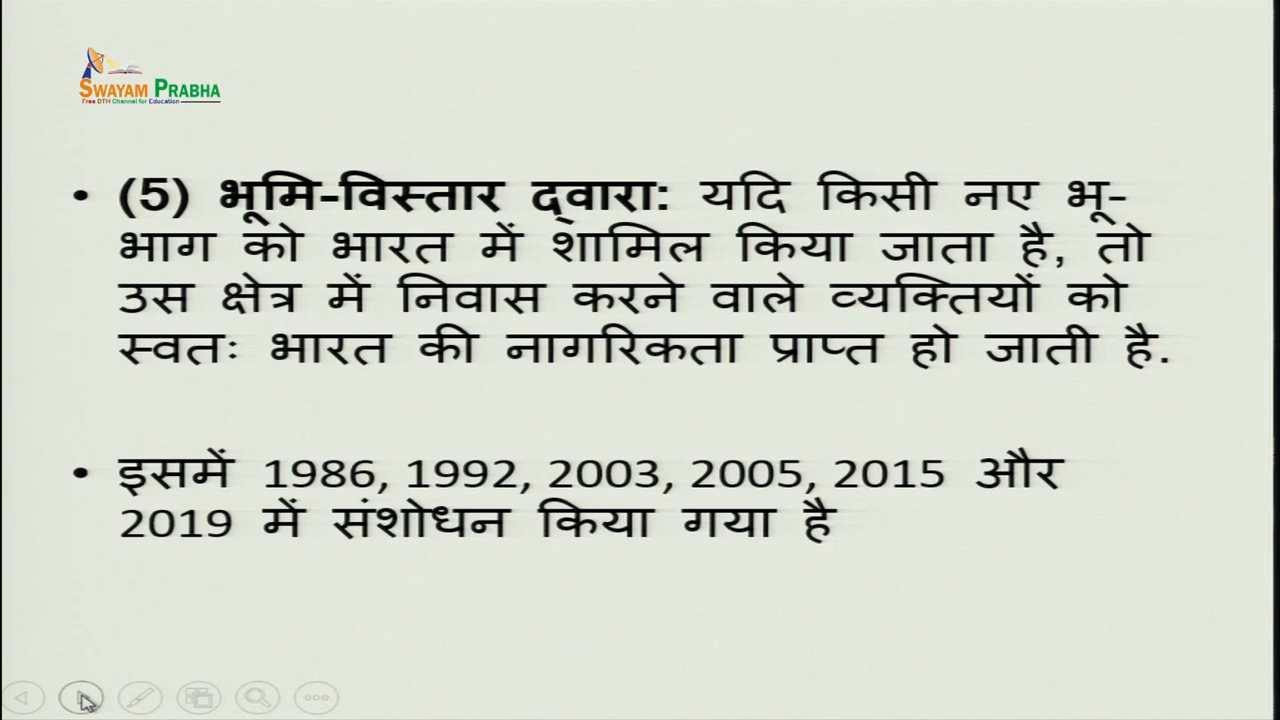 SWAYAM PRABHA
Free DTH Channel for Education
• (5) भूमि-विस्तार द्वारा: यदि किसी नए भू-
भाग को भारत में शामिल किया जाता है, तो
उस क्षेत्र में निवास करने वाले व्यक्तियों को
स्वतः भारत की नागरिकता प्राप्त हो जाती है.
• इसमें 1986, 1992, 2003, 2005, 2015 और
2019 में संशोधन किया गया है